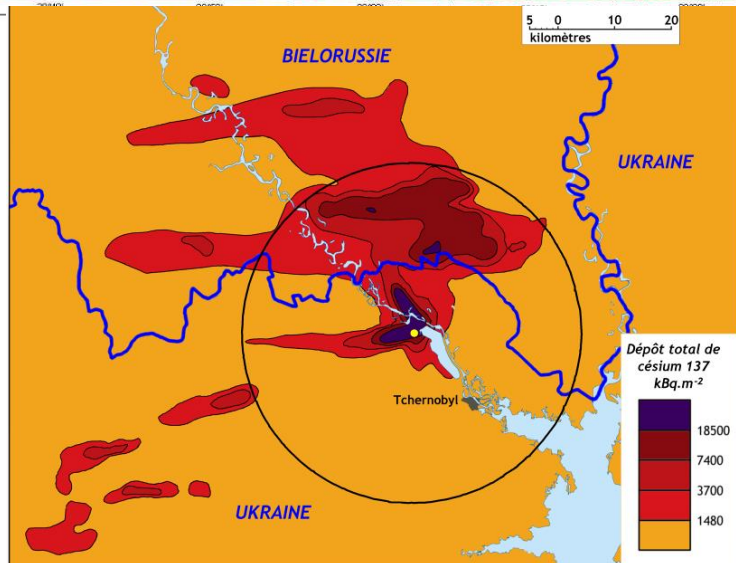 5 0 10 20
kilomètres
BIELORUSSIE
UKRAINE
Tchernobyl
UKRAINE
Dépôt total de
césium 137
kBq.m-²
18500
7400
3700
1480